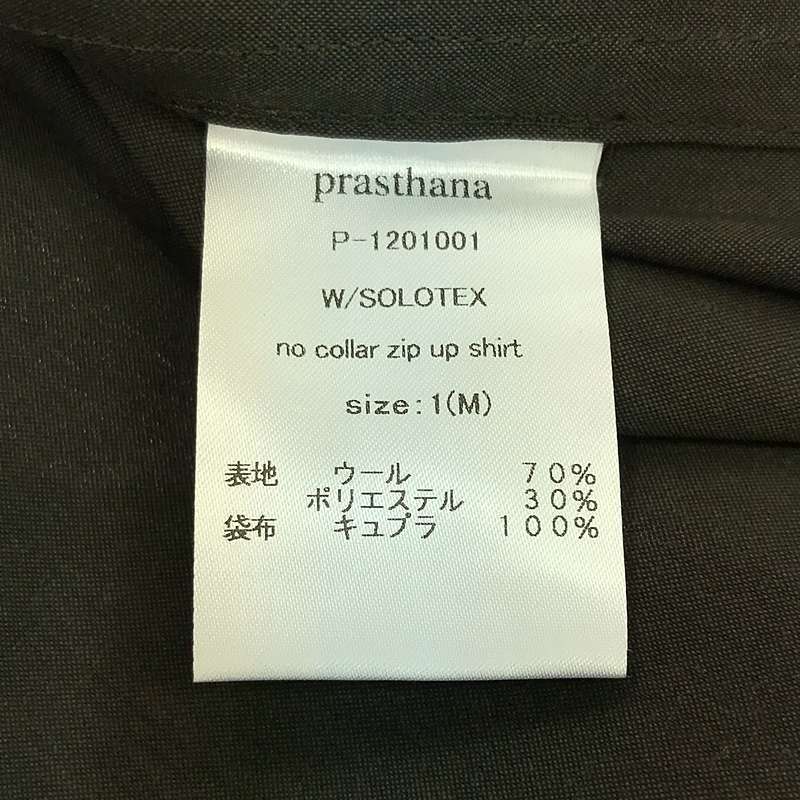 prasthana
P-1201001
W/SOLOTEX
no collar zip up shirt
size:1(M)
表地 ウール 70%
ポリエステル 30%
袋布 キュプラ 100%